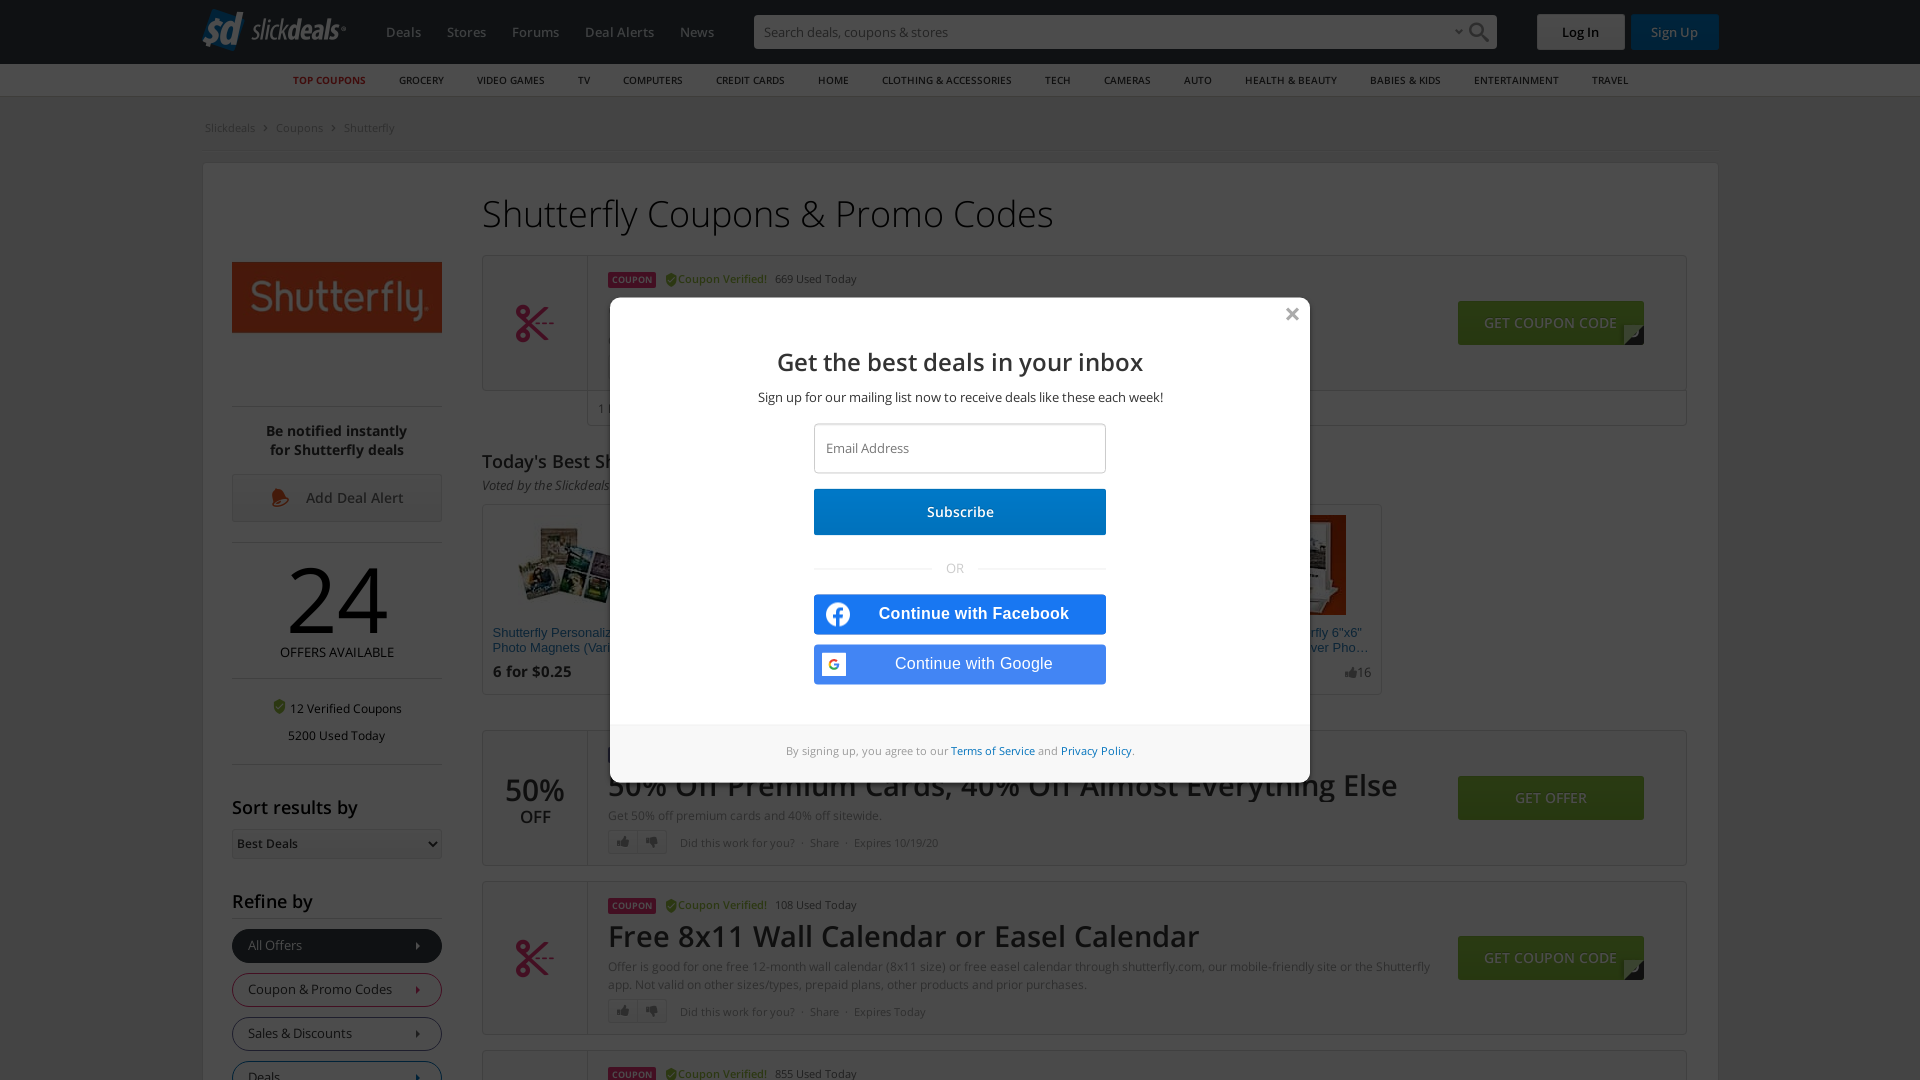 sd slickdeals
Deals
Stores
Forums
Deal Alerts
News
Search deals, coupons & stores
Log In
Sign Up
TOP COUPONS
GROCERY
VIDEO GAMES
TV
COMPUTERS
CREDIT CARDS
HOME
CLOTHING & ACCESSORIES
TECH
CAMERAS
AUTO
HEALTH & BEAUTY
BABIES & KIDS
ENTERTAINMENT
TRAVEL
Slickdeals
Coupons
Shutterfly
Shutterfly
Be notified instantly
for Shutterfly deals
Add Deal Alert
24
OFFERS AVAILABLE
12 Verified Coupons
5200 Used Today
Sort results by
Best Deals
Refine by
All Offers
Coupon & Promo Codes
Sales & Discounts
Deals
Shutterfly Coupons & Promo Codes
COUPON Coupon Verified! 669 Used Today
GET COUPON CODE
1
Today's Best Sh
Voted by the Slickdeals
Shutterfly Personaliz
Photo Magnets (Vari
6 for $0.25
rfly 6"x6"
ver Pho...
16
Get the best deals in your inbox
Sign up for our mailing list now to receive deals like these each week!
Email Address
Subscribe
OR
Continue with Facebook
Continue with Google
By signing up, you agree to our Terms of Service and Privacy Policy.
50%
OFF
50% Off Premium Cards, 40% Off Almost Everything Else
Get 50% off premium cards and 40% off sitewide.
Did this work for you? · Share · Expires 10/19/20
GET OFFER
COUPON Coupon Verified! 108 Used Today
Free 8x11 Wall Calendar or Easel Calendar
Offer is good for one free 12-month wall calendar (8x11 size) or free easel calendar through shutterfly.com, our mobile-friendly site or the Shutterfly
app. Not valid on other sizes/types, prepaid plans, other products and prior purchases.
Did this work for you? · Share · Expires Today
GET COUPON CODE
COUPON Coupon Verified! 855 Used Today